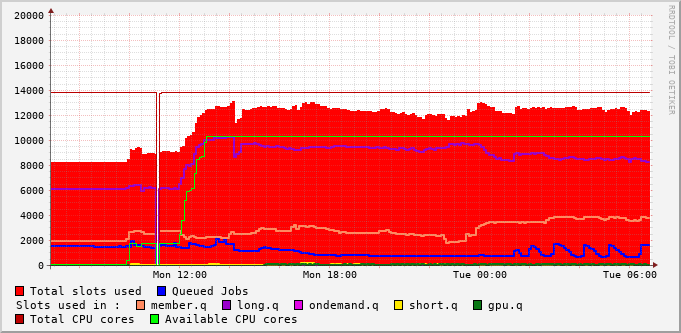 20000
18000
16000
14000
12000
10000
8000
6000
4000
2000
0
Mon 12:00 Mon 18:00 Tue 00:00 Tue 06:00
RRDTOOL / TOBI OETIKER
Total slots used Queued Jobs
Slots used in : member.q long.q ondemand.q short.q gpu.q
Total CPU cores Available CPU cores